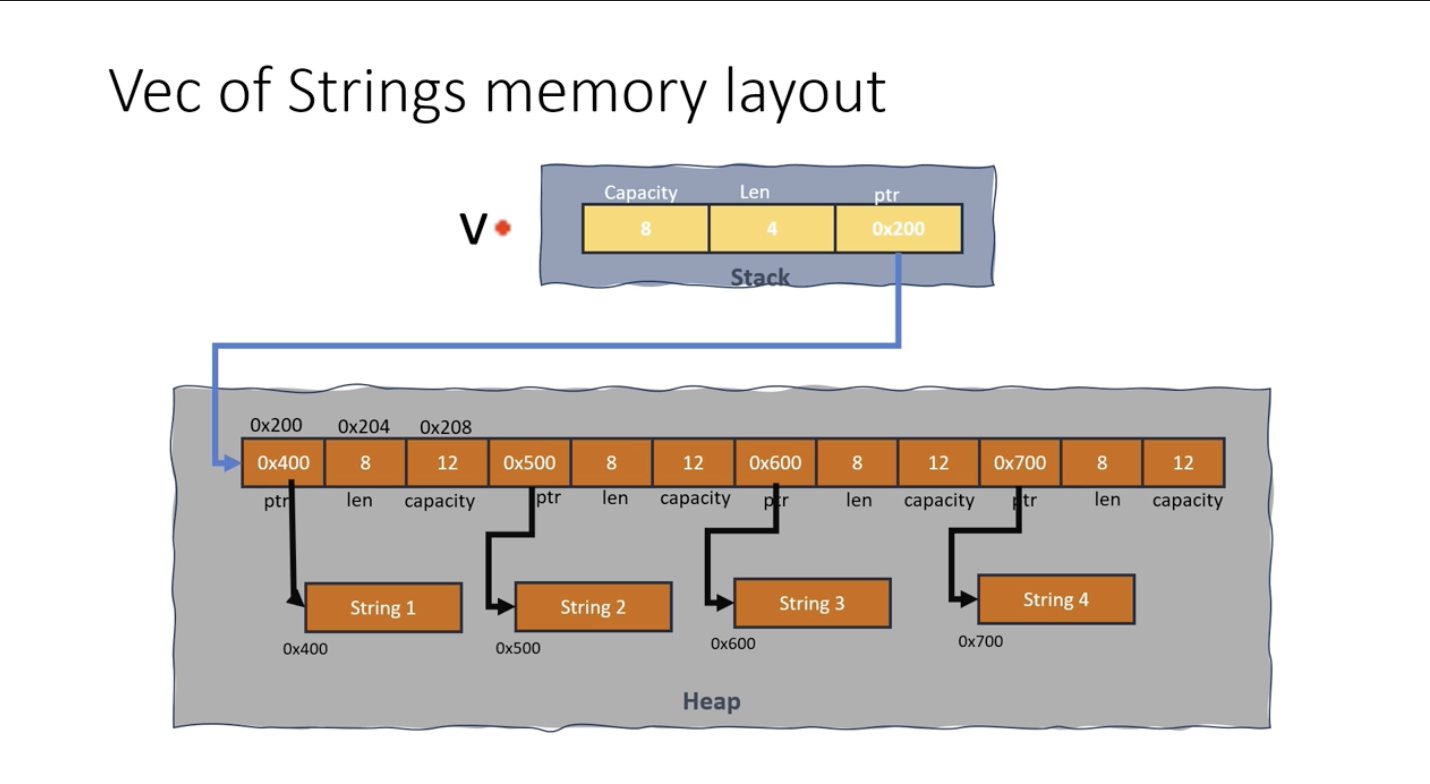 Vec of Strings memory layout
Capacity Len ptr
V 8 4 0x200
Stack
0x200 0x204 0x208
0x400 8 12 0x500 8 12 0x600 8 12 0x700 8 12
ptr len capacity ptr len capacity ptr len capacity ptr len capacity
String 1 String 2 String 3 String 4
0x400 0x500 0x600 0x700
Heap